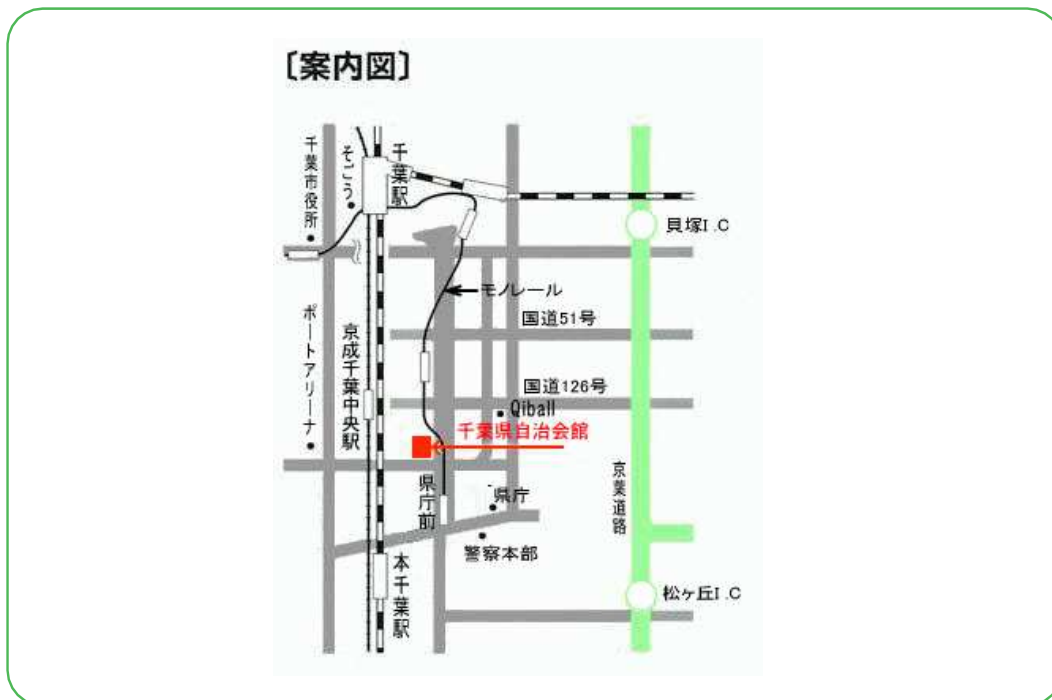 〔案内図〕
千葉市役所
そごう
千葉駅
貝塚I.C
モノレール
国道51号
ポートアリーナ
京成千葉中央駅
国道126号
Qiball
千葉県自治会館
京葉道路
県庁前
県庁
警察本部
本千葉駅
松ヶ丘I.C